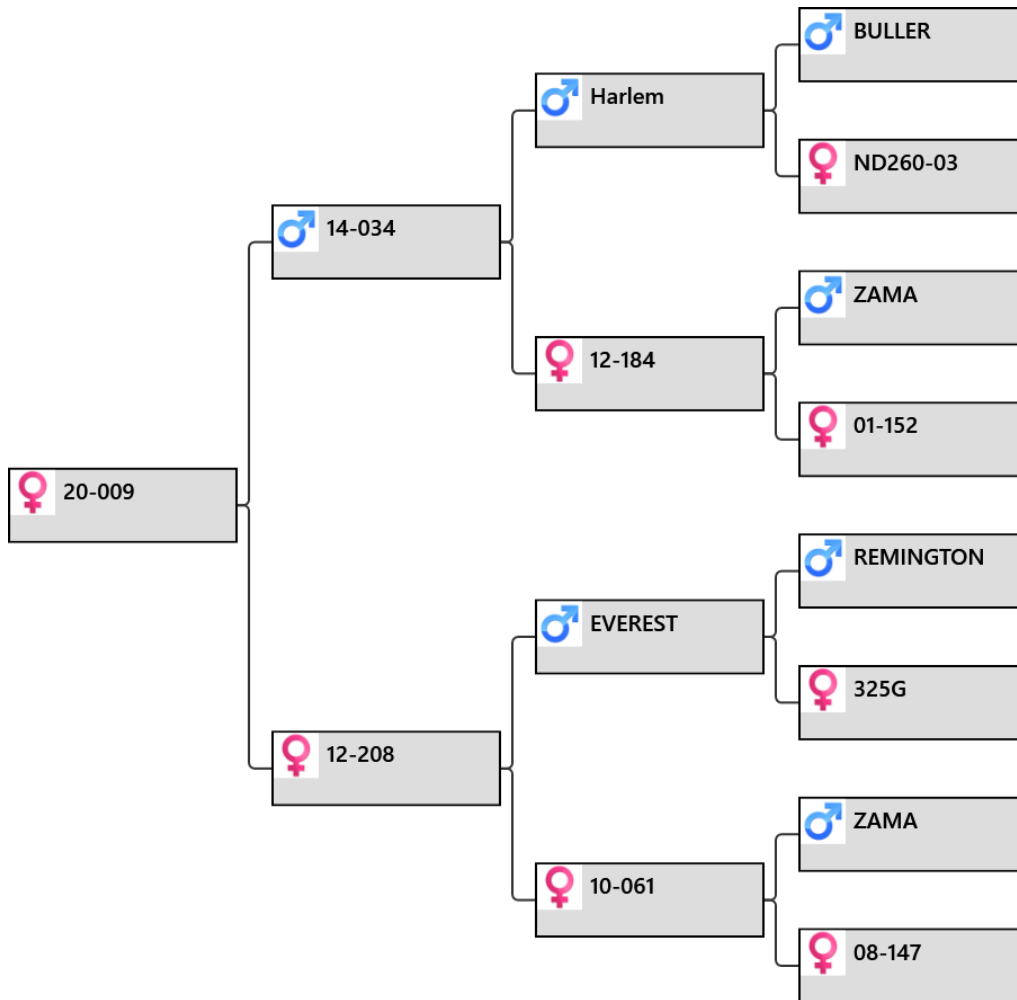 BULLER
Harlem
ND260-03
14-034
ZAMA
12-184
01-152
20-009
REMINGTON
EVEREST
325G
12-208
ZAMA
10-061
08-147